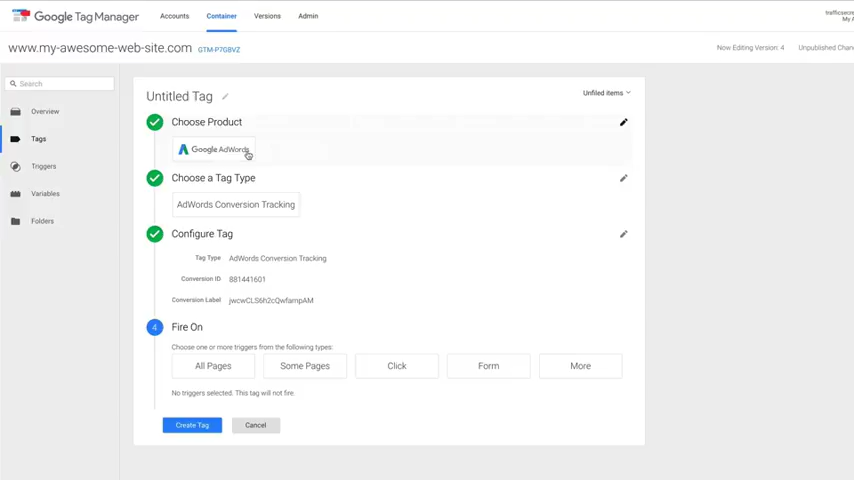 Google Tag Manager
Accounts
Container
Versions
Admin
trafficsecre
My A
www.my-awesome-web-site.com
GTM-P7G8VZ
Now Editing Version: 4
Unpublished Chan
Search
Overview
Tags
Triggers
Variables
Folders
Untitled Tag
Unfiled items
Choose Product
Google AdWords
Choose a Tag Type
AdWords Conversion Tracking
Configure Tag
Tag Type AdWords Conversion Tracking
Conversion ID 881441601
Conversion Label jwcwCLS6h2cQwfampAM
4 Fire On
Choose one or more triggers from the following types:
All Pages
Some Pages
Click
Form
More
No triggers selected. This tag will not fire.
Create Tag
Cancel